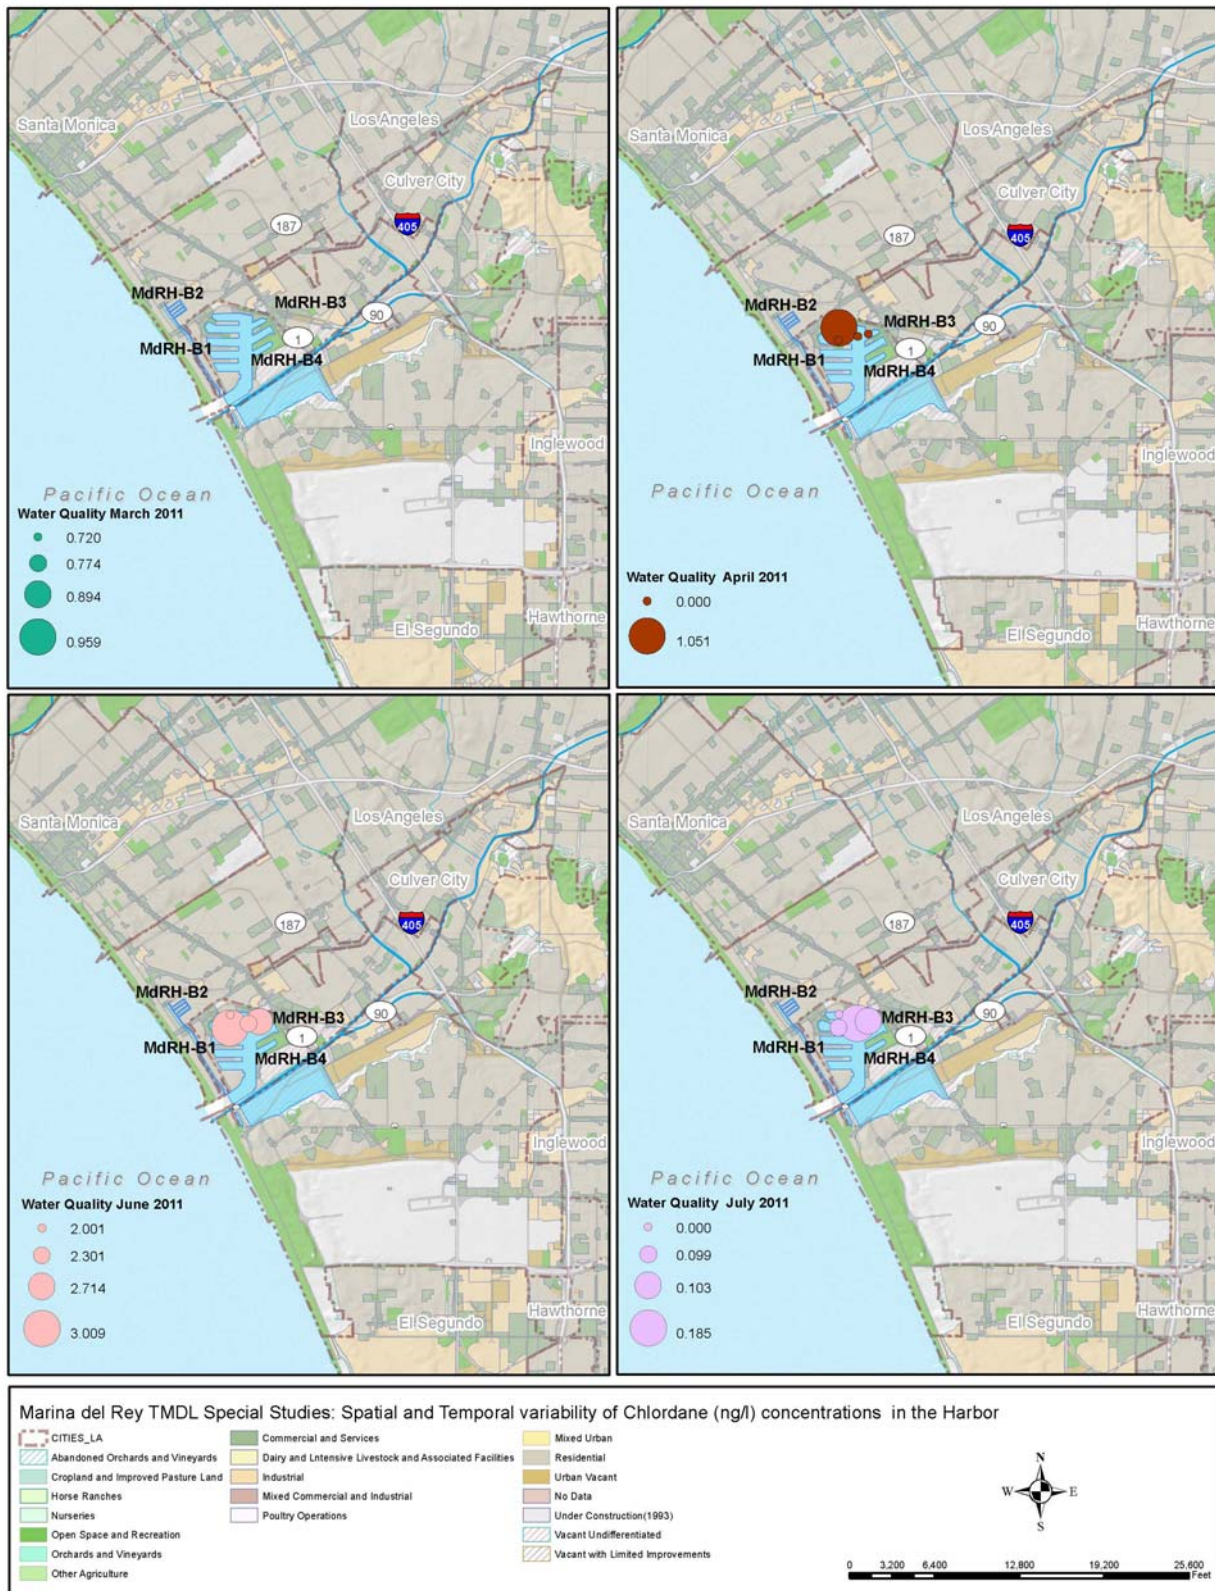 Santa Monica
Los Angeles
Culver City
187
405
MdRH-B2
MdRH-B3
90
1
MdRH-B1
MdRH-B4
Inglewood
Pacific Ocean
Water Quality March 2011
0.720
0.774
0.894
0.959
Hawthorne
El Segundo
Santa Monica
Los Angeles
Culver City
187
405
MdRH-B2
MdRH-B3
90
1
MdRH-B1
MdRH-B4
Inglewood
Pacific Ocean
Water Quality April 2011
0.000
1.051
Hawthorne
El Segundo
Santa Monica
Los Angeles
Culver City
187
405
MdRH-B2
MdRH-B3
90
1
MdRH-B1
MdRH-B4
Inglewood
Pacific Ocean
Water Quality June 2011
2.001
2.301
2.714
3.009
Hawthorne
El Segundo
Santa Monica
Los Angeles
Culver City
187
405
MdRH-B2
MdRH-B3
90
1
MdRH-B1
MdRH-B4
Inglewood
Pacific Ocean
Water Quality July 2011
0.000
0.099
0.103
0.185
Hawthorne
El Segundo
Marina del Rey TMDL Special Studies: Spatial and Temporal variability of Chlordane (ng/l) concentrations in the Harbor
CITIES_LA
Abandoned Orchards and Vineyards
Cropland and Improved Pasture Land
Horse Ranches
Nurseries
Open Space and Recreation
Orchards and Vineyards
Other Agriculture
Commercial and Services
Dairy and Lntensive Livestock and Associated Facilities
Industrial
Mixed Commercial and Industrial
Poultry Operations
Mixed Urban
Residential
Urban Vacant
No Data
Under Construction(1993)
Vacant Undifferentiated
Vacant with Limited Improvements
N
W E
S
0 3,200 6,400 12,800 19,200 25,600
Feet